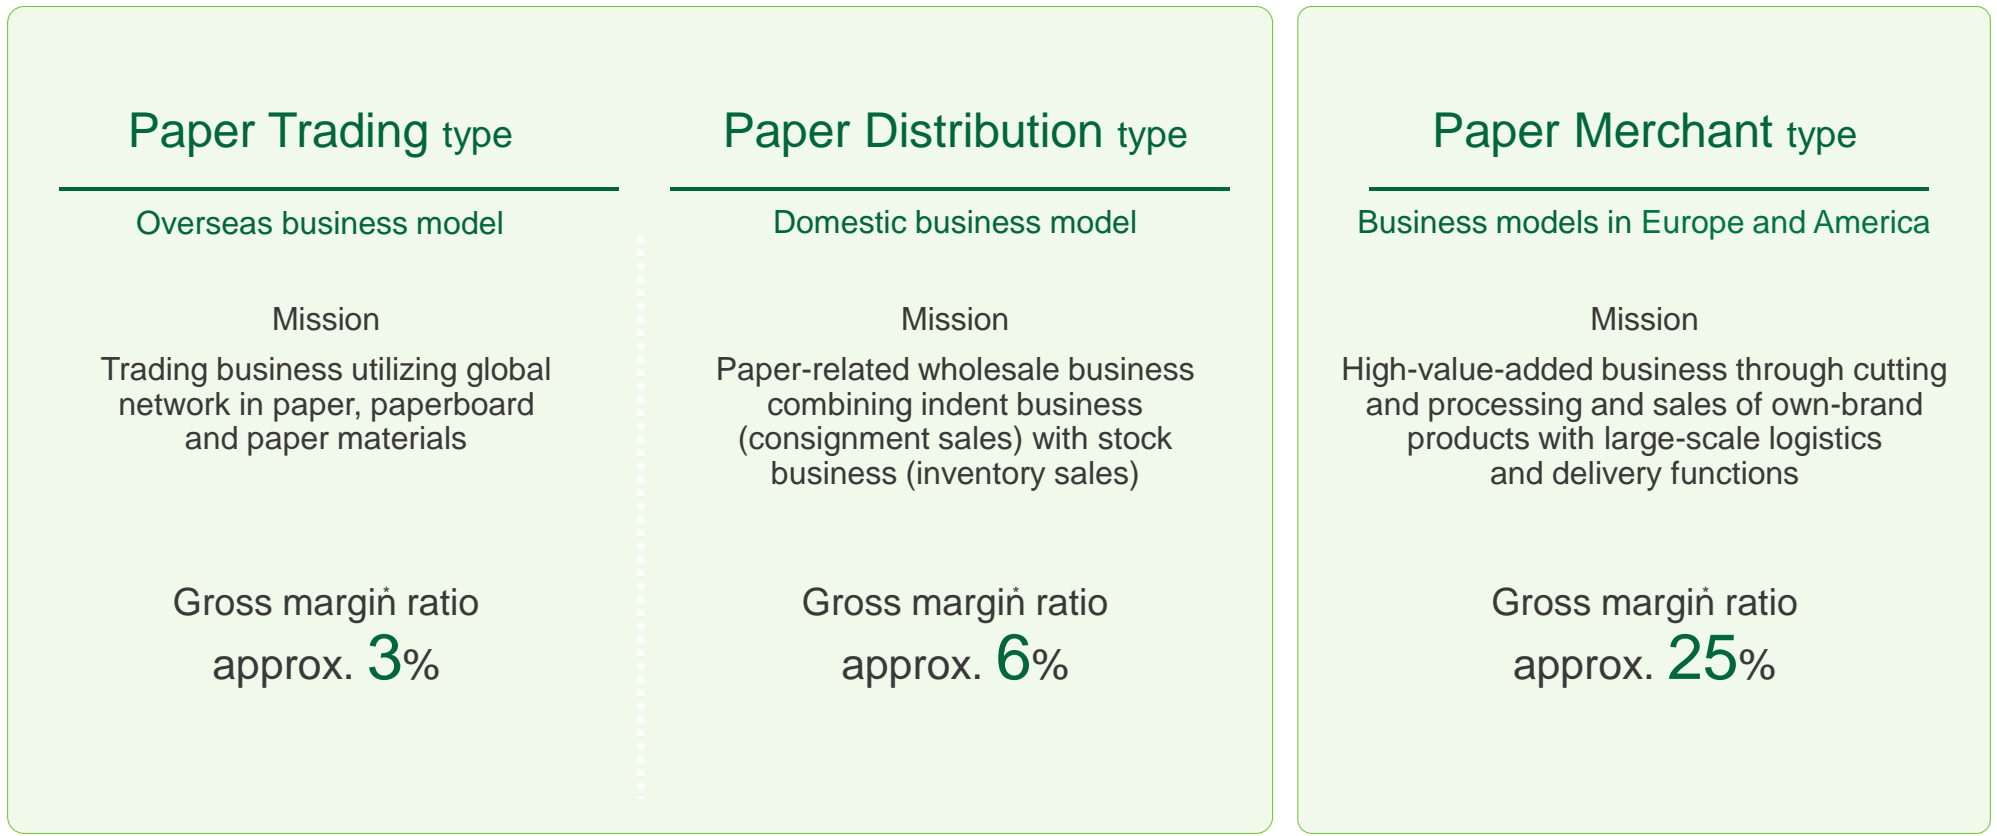 Paper Trading type
Overseas business model
Mission
Trading business utilizing global
network in paper, paperboard
and paper materials
Gross margin* ratio
approx. 3%
Paper Distribution type
Domestic business model
Mission
Paper-related wholesale business
combining indent business
(consignment sales) with stock
business (inventory sales)
Gross margin* ratio
approx. 6%
Paper Merchant type
Business models in Europe and America
Mission
High-value-added business through cutting
and processing and sales of own-brand
products with large-scale logistics
and delivery functions
Gross margin* ratio
approx. 25%